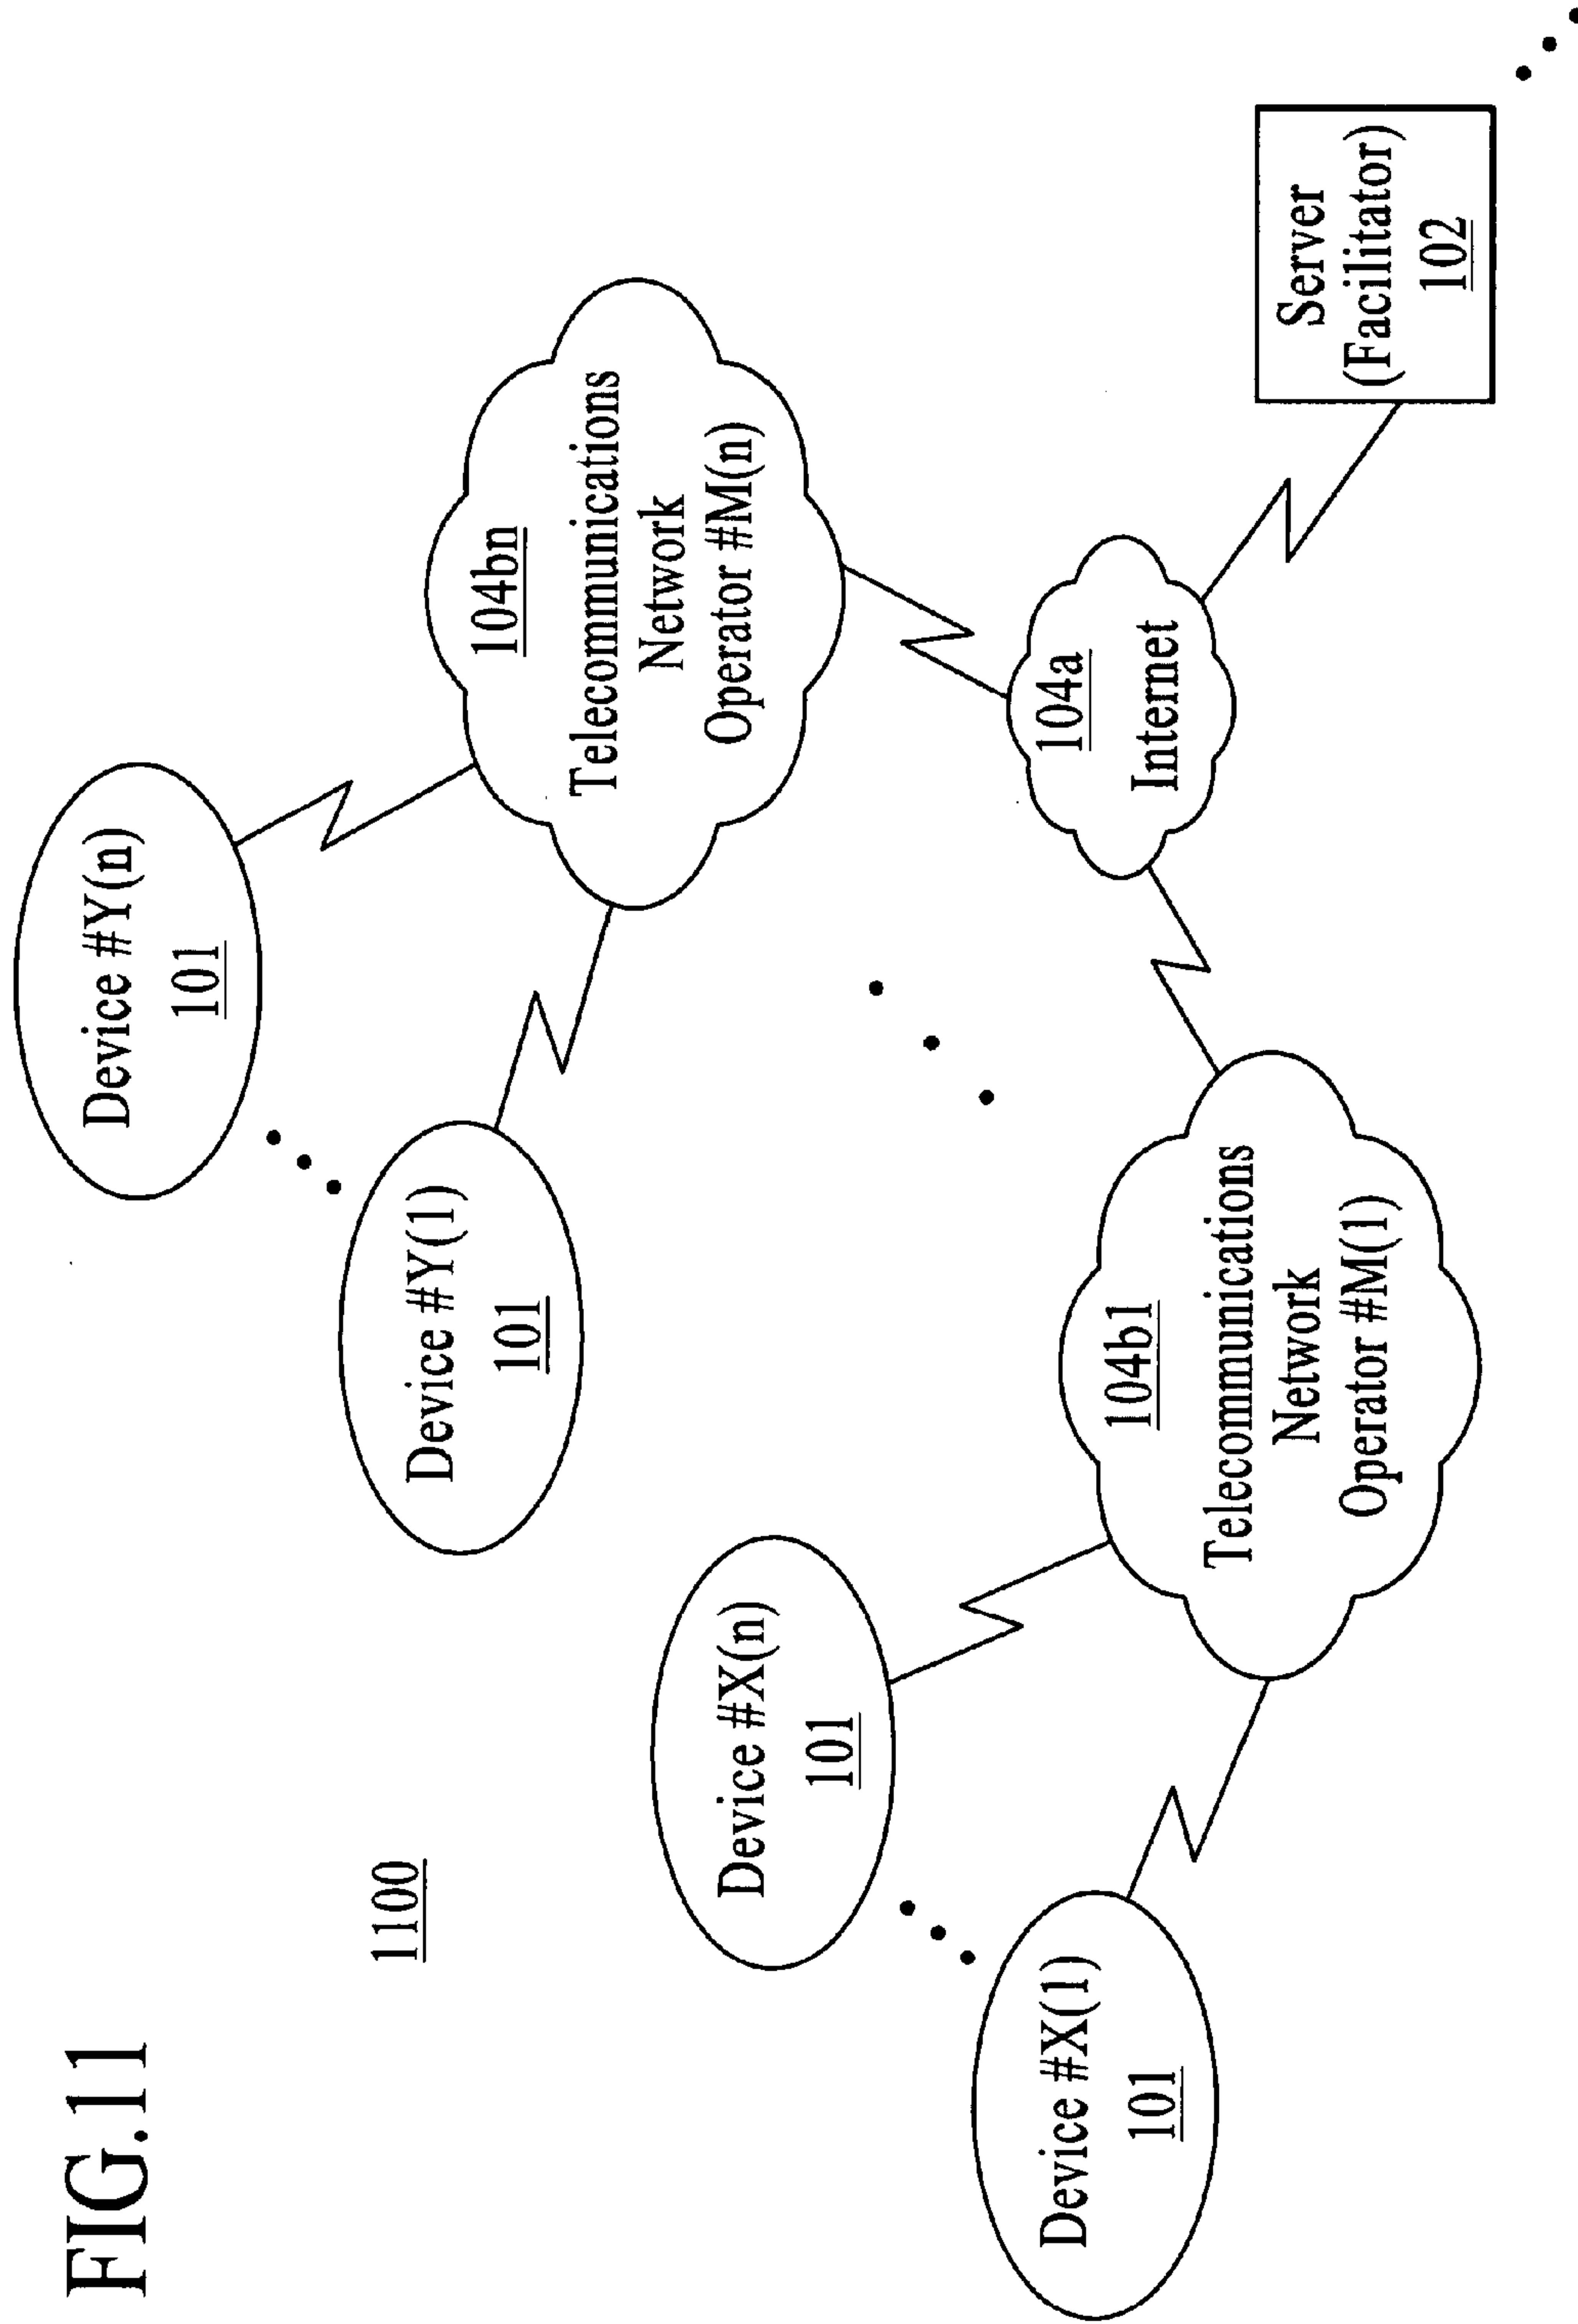 FIG.11
1100
Device #Y(n)
101
Device #Y(1)
101
104bn
Telecommunications
Network
Operator #M(n)
Device #X(n)
101
Device #X(1)
101
104b1
Telecommunications
Network
Operator #M(1)
104a
Internet
Server
(Facilitator)
102